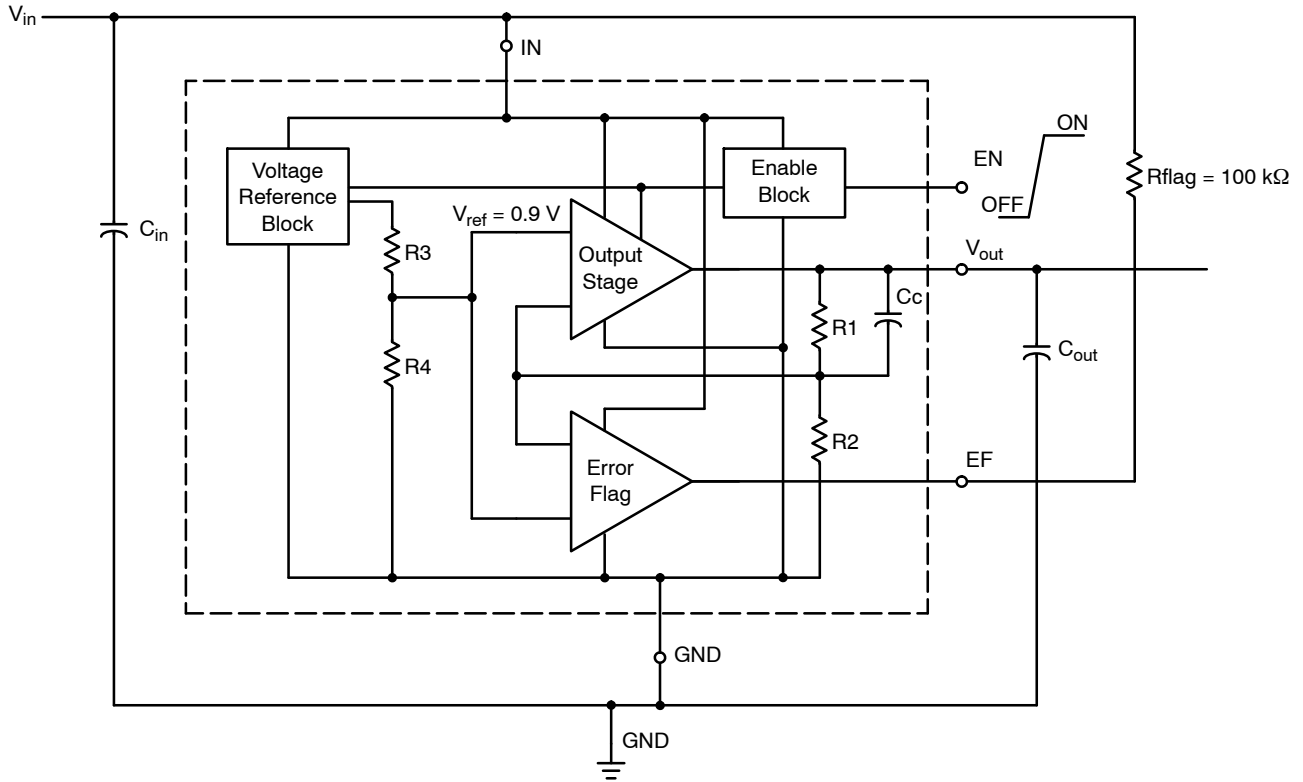 Vin
IN
ON
EN
OFF
Voltage
Reference
Block
Enable
Block
Rflag = 100 kΩ
Cin
Vref = 0.9 V
R3
Output
Stage
Vout
Cc
R1
R4
Cout
R2
Error
Flag
EF
GND
GND